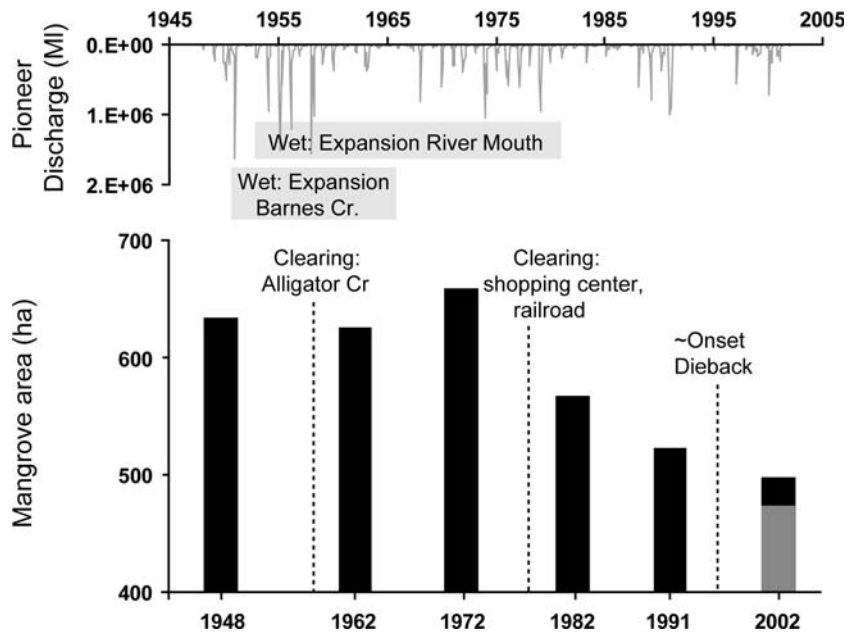 1945 1955 1965 1975 1985 1995 2005
Pioneer
Discharge (Ml)
0.E+00
1.E+06
2.E+06
Wet: Expansion River Mouth
Wet: Expansion
Barnes Cr.
Mangrove area (ha)
700
600
500
400
Clearing:
Alligator Cr
Clearing:
shopping center,
railroad
~Onset
Dieback
1948 1962 1972 1982 1991 2002